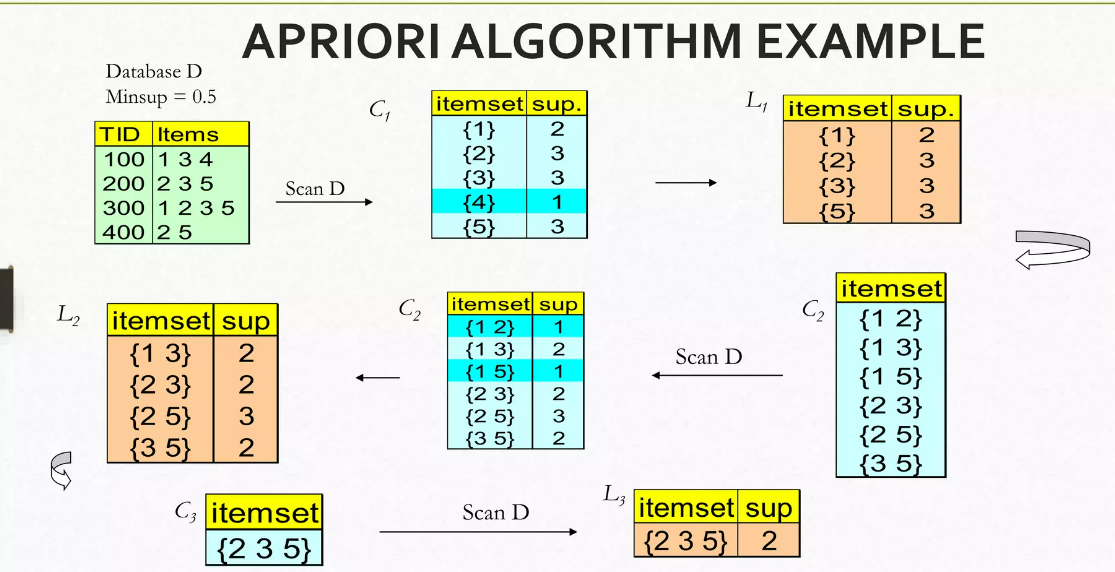 APRIORI ALGORITHM EXAMPLE
Database D
Minsup = 0.5
TID Items
100 1 3 4
200 2 3 5
300 1 2 3 5
400 2 5
Scan D
C1
itemset sup.
{1} 2
{2} 3
{3} 3
{4} 1
{5} 3
L1
itemset sup.
{1} 2
{2} 3
{3} 3
{5} 3
C2
itemset
{1 2}
{1 3}
{1 5}
{2 3}
{2 5}
{3 5}
Scan D
C2
itemset sup
{1 2} 1
{1 3} 2
{1 5} 1
{2 3} 2
{2 5} 3
{3 5} 2
L2
itemset sup
{1 3} 2
{2 3} 2
{2 5} 3
{3 5} 2
C3
itemset
{2 3 5}
Scan D
L3
itemset sup
{2 3 5} 2